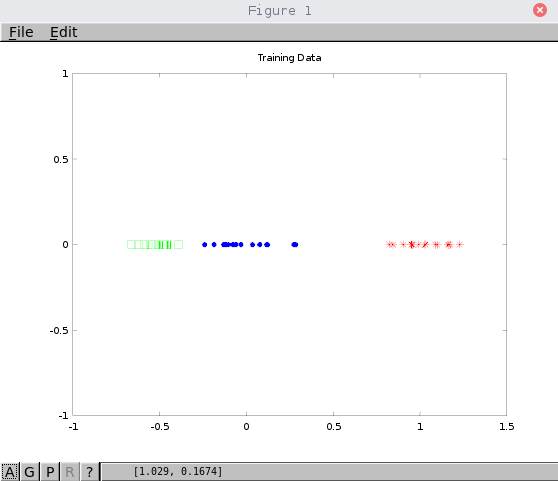 Figure 1
File Edit
Training Data
1
0.5
0
-0.5
-1
-1 -0.5 0 0.5 1 1.5
A G P R ? [1.029, 0.1674]